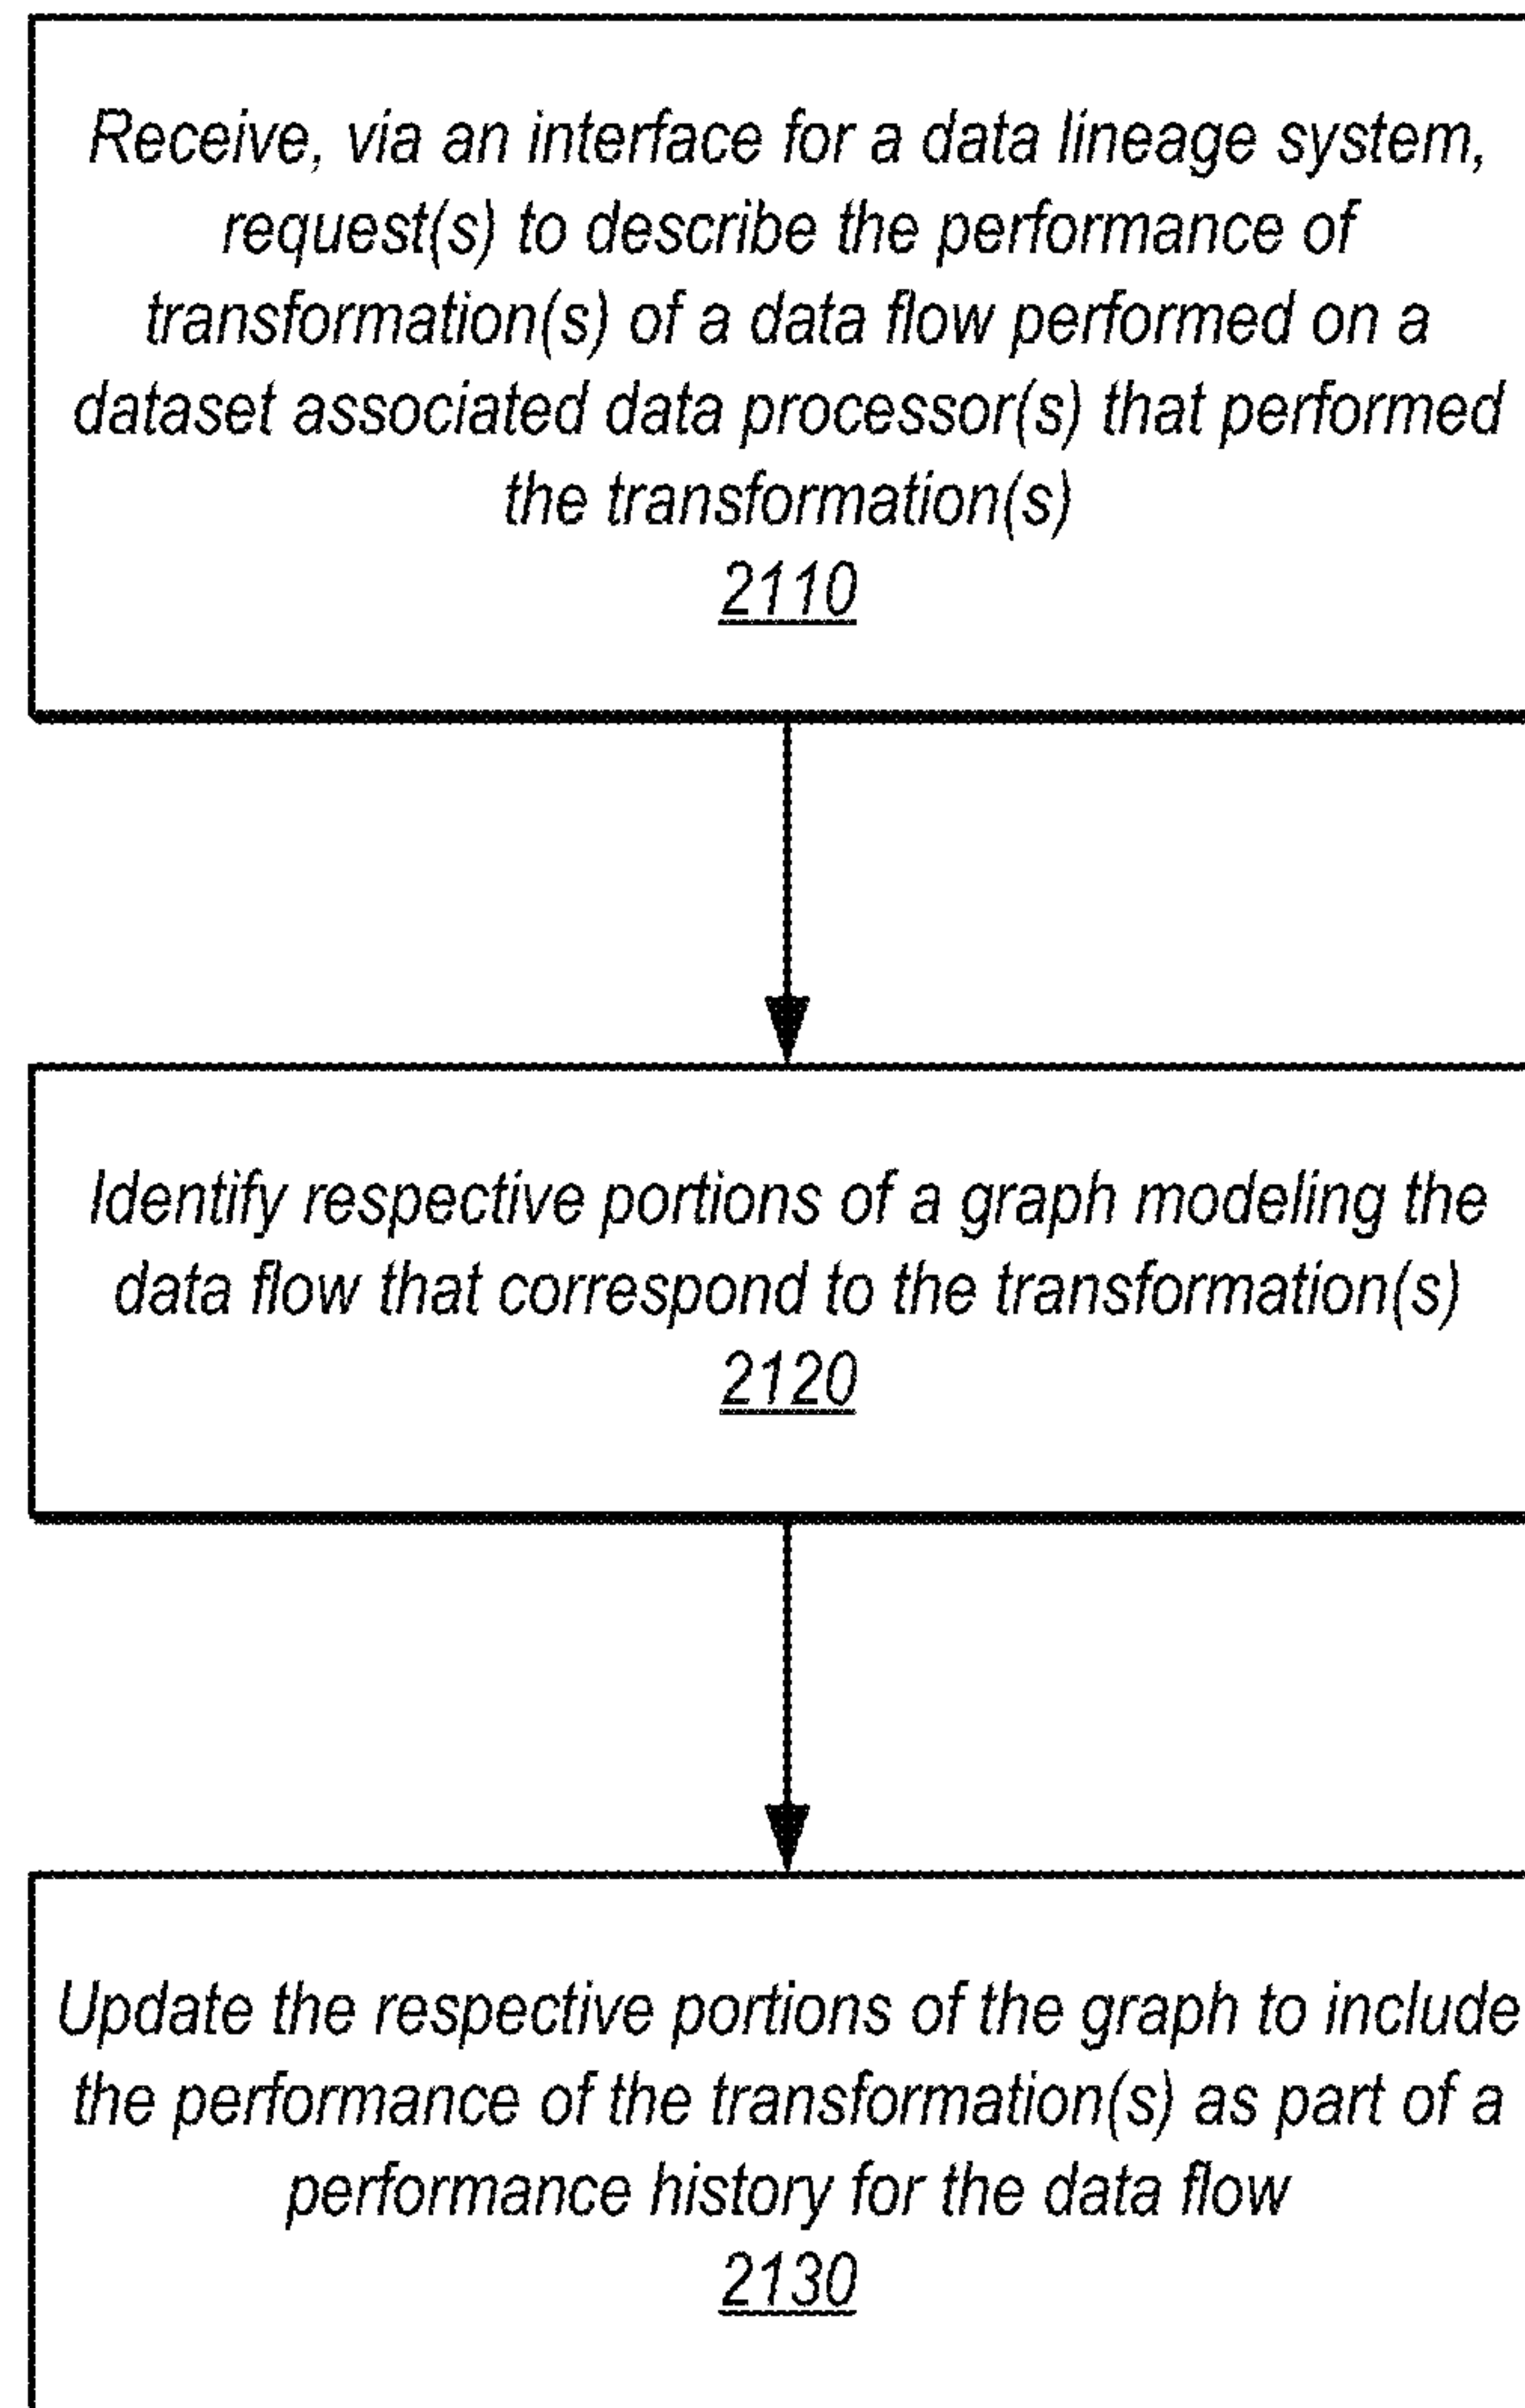 Receive, via an interface for a data lineage system,
request(s) to describe the performance of
transformation(s) of a data flow performed on a
dataset associated data processor(s) that performed
the transformation(s)
2110
Identify respective portions of a graph modeling the
data flow that correspond to the transformation(s)
2120
Update the respective portions of the graph to include
the performance of the transformation(s) as part of a
performance history for the data flow
2130